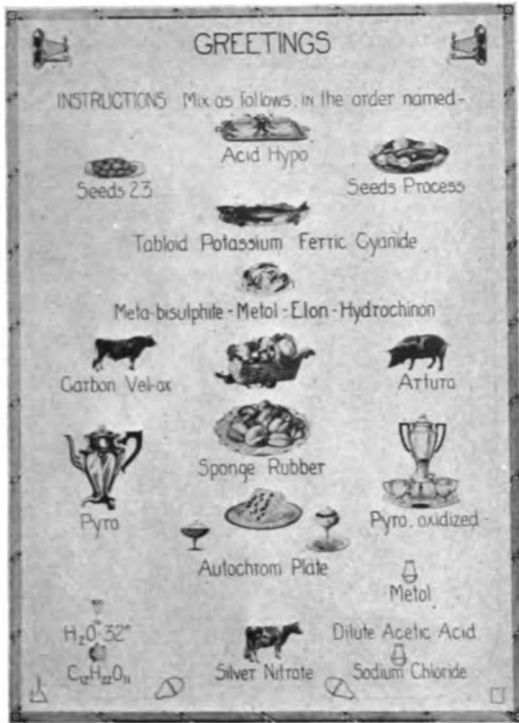 GREETINGS
INSTRUCTIONS Mix as follows, in the order named-
Acid Hypo
Seeds 23
Seeds Process
Tabloid Potassium Ferric Cyanide
Meta-bisulphite-Metol-Elon-Hydrochinon
Carbon Vel-ox
Artura
Sponge Rubber
Pyro
Pyro, oxidized-
Autochrom Plate
Metol
H₂O-32°
Dilute Acetic Acid
C₁₂H₂₂O₁₁
Silver Nitrate
Sodium Chloride